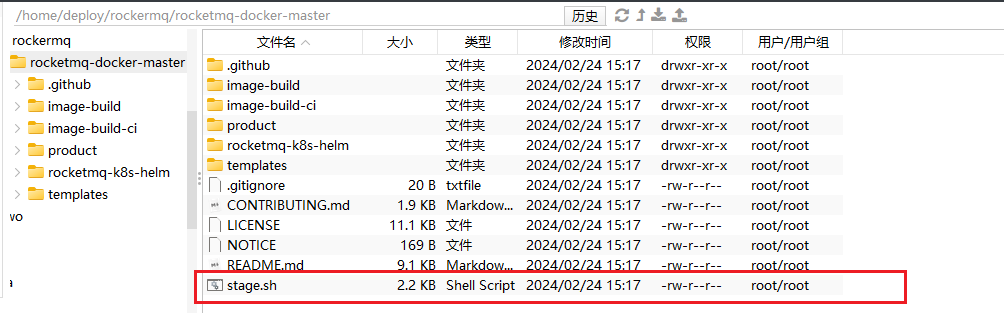 /home/deploy/rockermq/rocketmq-docker-master 历史
rockermq
rocketmq-docker-master
.github
image-build
image-build-ci
product
rocketmq-k8s-helm
templates
wo
a
文件名 大小 类型 修改时间 权限 用户/用户组
.github 文件夹 2024/02/24 15:17 drwxr-xr-x root/root
image-build 文件夹 2024/02/24 15:17 drwxr-xr-x root/root
image-build-ci 文件夹 2024/02/24 15:17 drwxr-xr-x root/root
product 文件夹 2024/02/24 15:17 drwxr-xr-x root/root
rocketmq-k8s-helm 文件夹 2024/02/24 15:17 drwxr-xr-x root/root
templates 文件夹 2024/02/24 15:17 drwxr-xr-x root/root
.gitignore 20 B txtfile 2024/02/24 15:17 -rw-r--r-- root/root
CONTRIBUTING.md 1.9 KB Markdow... 2024/02/24 15:17 -rw-r--r-- root/root
LICENSE 11.1 KB 文件 2024/02/24 15:17 -rw-r--r-- root/root
NOTICE 169 B 文件 2024/02/24 15:17 -rw-r--r-- root/root
README.md 9.1 KB Markdow... 2024/02/24 15:17 -rw-r--r-- root/root
stage.sh 2.2 KB Shell Script 2024/02/24 15:17 -rw-r--r-- root/root